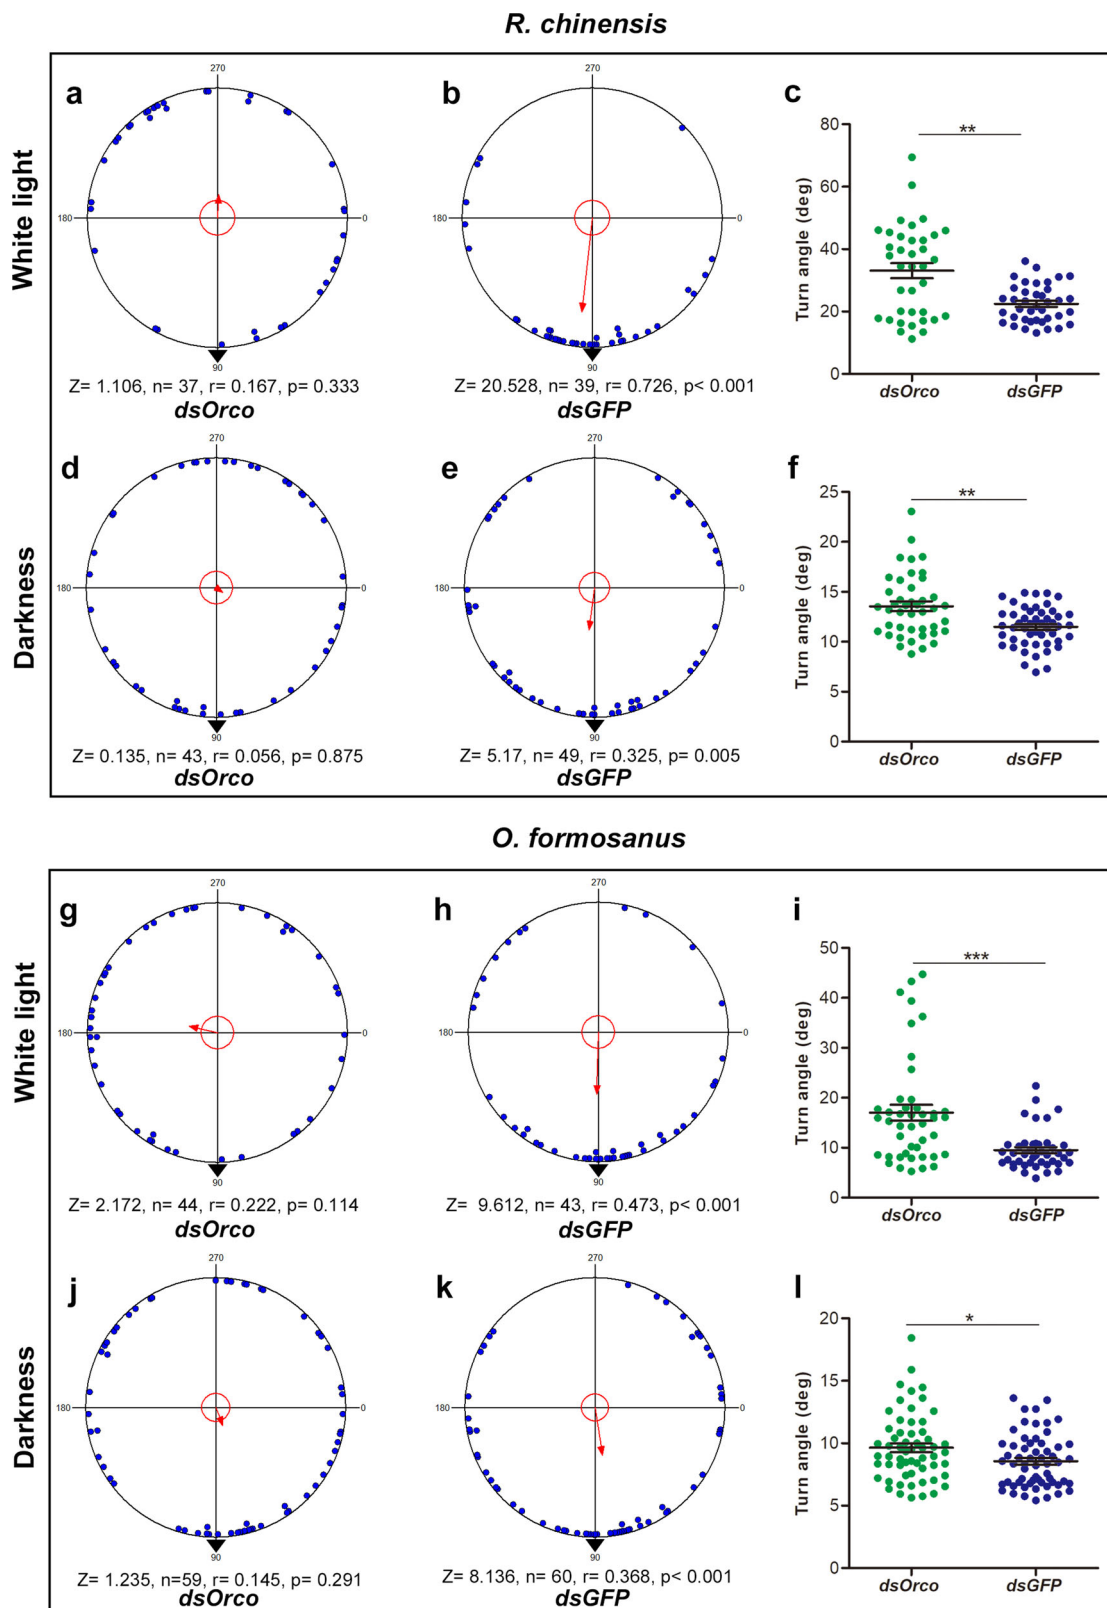 R. chinensis
White light
a
270
180
0
90
Z= 1.106, n= 37, r= 0.167, p= 0.333
dsOrco
b
270
180
0
90
Z= 20.528, n= 39, r= 0.726, p< 0.001
dsGFP
c
Turn angle (deg)
80
60
40
20
0
**
dsOrco
dsGFP
Darkness
d
270
180
0
90
Z= 0.135, n= 43, r= 0.056, p= 0.875
dsOrco
e
270
180
0
90
Z= 5.17, n= 49, r= 0.325, p= 0.005
dsGFP
f
Turn angle (deg)
25
20
15
10
5
0
**
dsOrco
dsGFP
O. formosanus
White light
g
270
180
0
90
Z= 2.172, n= 44, r= 0.222, p= 0.114
dsOrco
h
270
180
0
90
Z= 9.612, n= 43, r= 0.473, p< 0.001
dsGFP
i
Turn angle (deg)
50
40
30
20
10
0
***
dsOrco
dsGFP
Darkness
j
270
180
0
90
Z= 1.235, n=59, r= 0.145, p= 0.291
dsOrco
k
270
180
0
90
Z= 8.136, n= 60, r= 0.368, p< 0.001
dsGFP
l
Turn angle (deg)
20
15
10
5
0
*
dsOrco
dsGFP